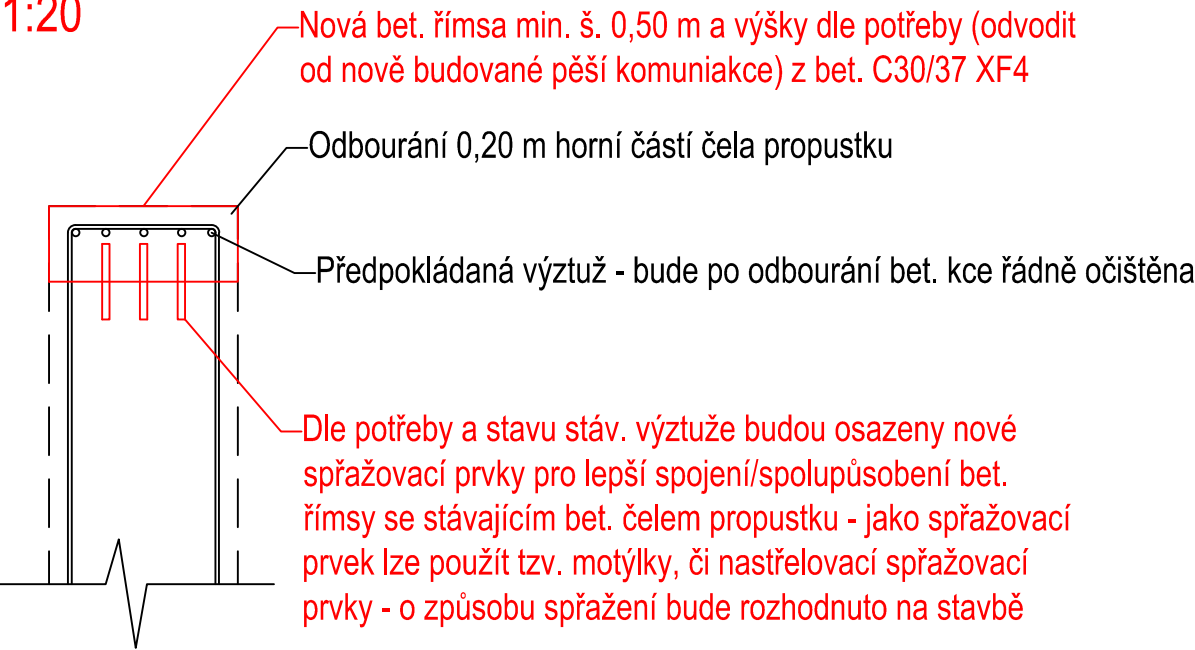 1:20
Nová bet. římsa min. š. 0,50 m a výšky dle potřeby (odvodit
od nově budované pěší komuniakce) z bet. C30/37 XF4
Odbourání 0,20 m horní částí čela propustku
Předpokládaná výztuž - bude po odbourání bet. kce řádně očištěna
Dle potřeby a stavu stáv. výztuže budou osazeny nové
spřažovací prvky pro lepší spojení/spolupůsobení bet.
římsy se stávajícím bet. čelem propustku - jako spřažovací
prvek lze použít tzv. motýlky, či nastřelovací spřažovací
prvky - o způsobu spřažení bude rozhodnuto na stavbě